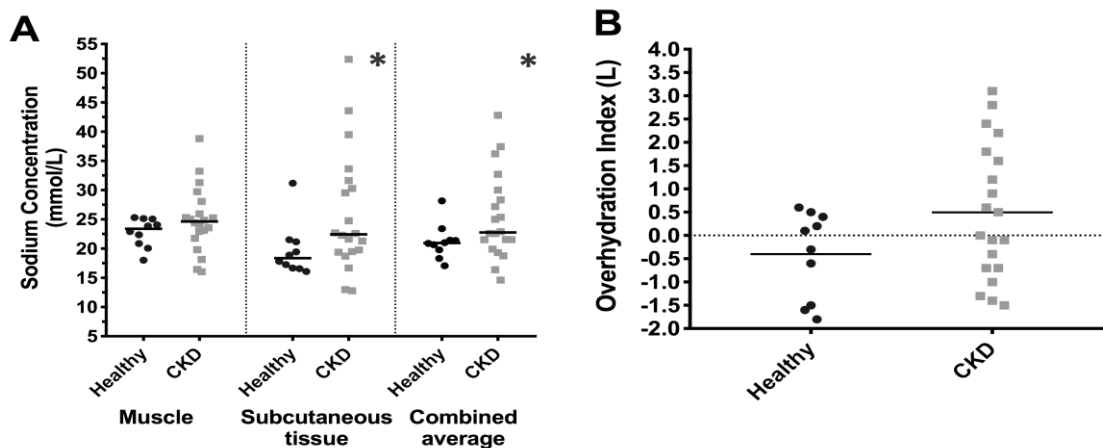 A
Sodium Concentration
(mmol/L)
55
50
45
40
35
30
25
20
15
10
5
*
*
Healthy
CKD
Healthy
CKD
Healthy
CKD
Muscle
Subcutaneous
tissue
Combined
average
B
Overhydration Index (L)
4.0
3.5
3.0
2.5
2.0
1.5
1.0
0.5
0.0
-0.5
-1.0
-1.5
-2.0
Healthy
CKD